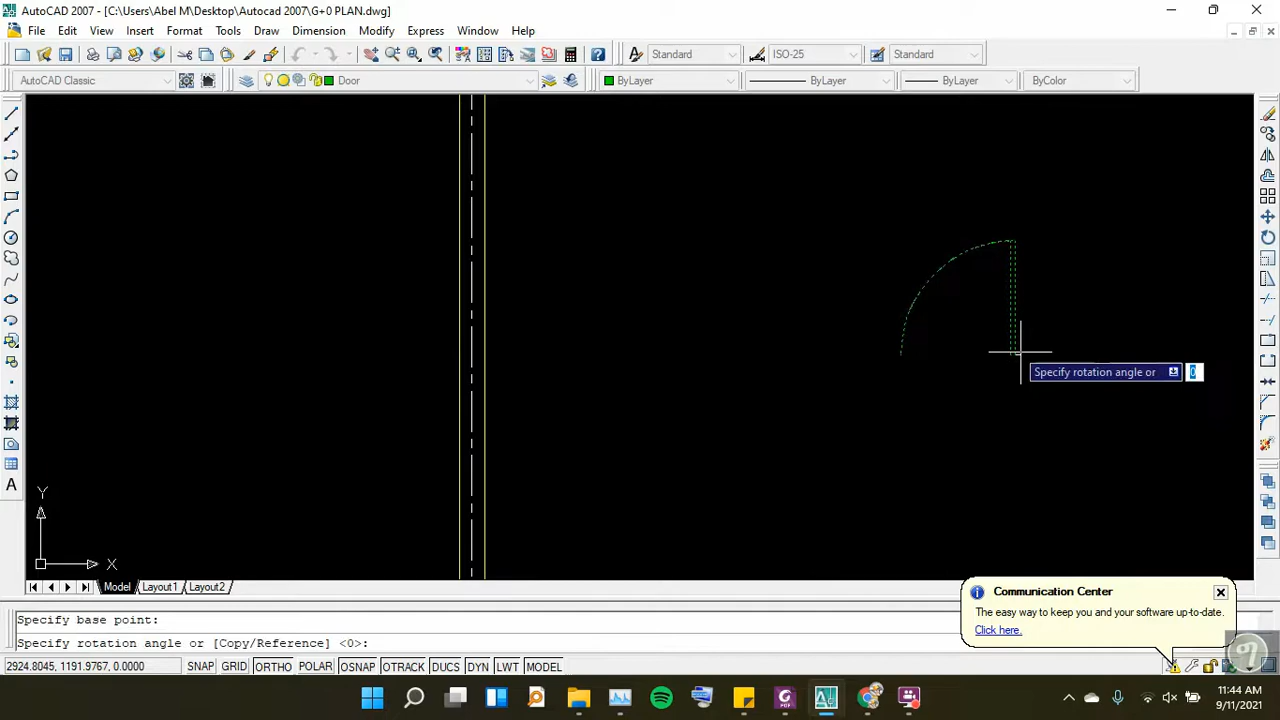 AutoCAD 2007 - [C:\Users\Abel M\Desktop\Autocad 2007\G+0 PLAN.dwg]
File Edit View Insert Format Tools Draw Dimension Modify Express Window Help
Standard ISO-25 Standard
AutoCAD Classic Door ByLayer ByLayer ByLayer ByColor
Specify rotation angle or 0
A
Y
X
Model Layout1 Layout2
Communication Center
The easy way to keep you and your software up-to-date.
Click here.
Specify base point:
Specify rotation angle or [Copy/Reference] <0>:
2924.8045, 1191.9767, 0.0000 SNAP GRID ORTHO POLAR OSNAP OTRACK DUCS DYN LWT MODEL
11:44 AM
9/11/2021